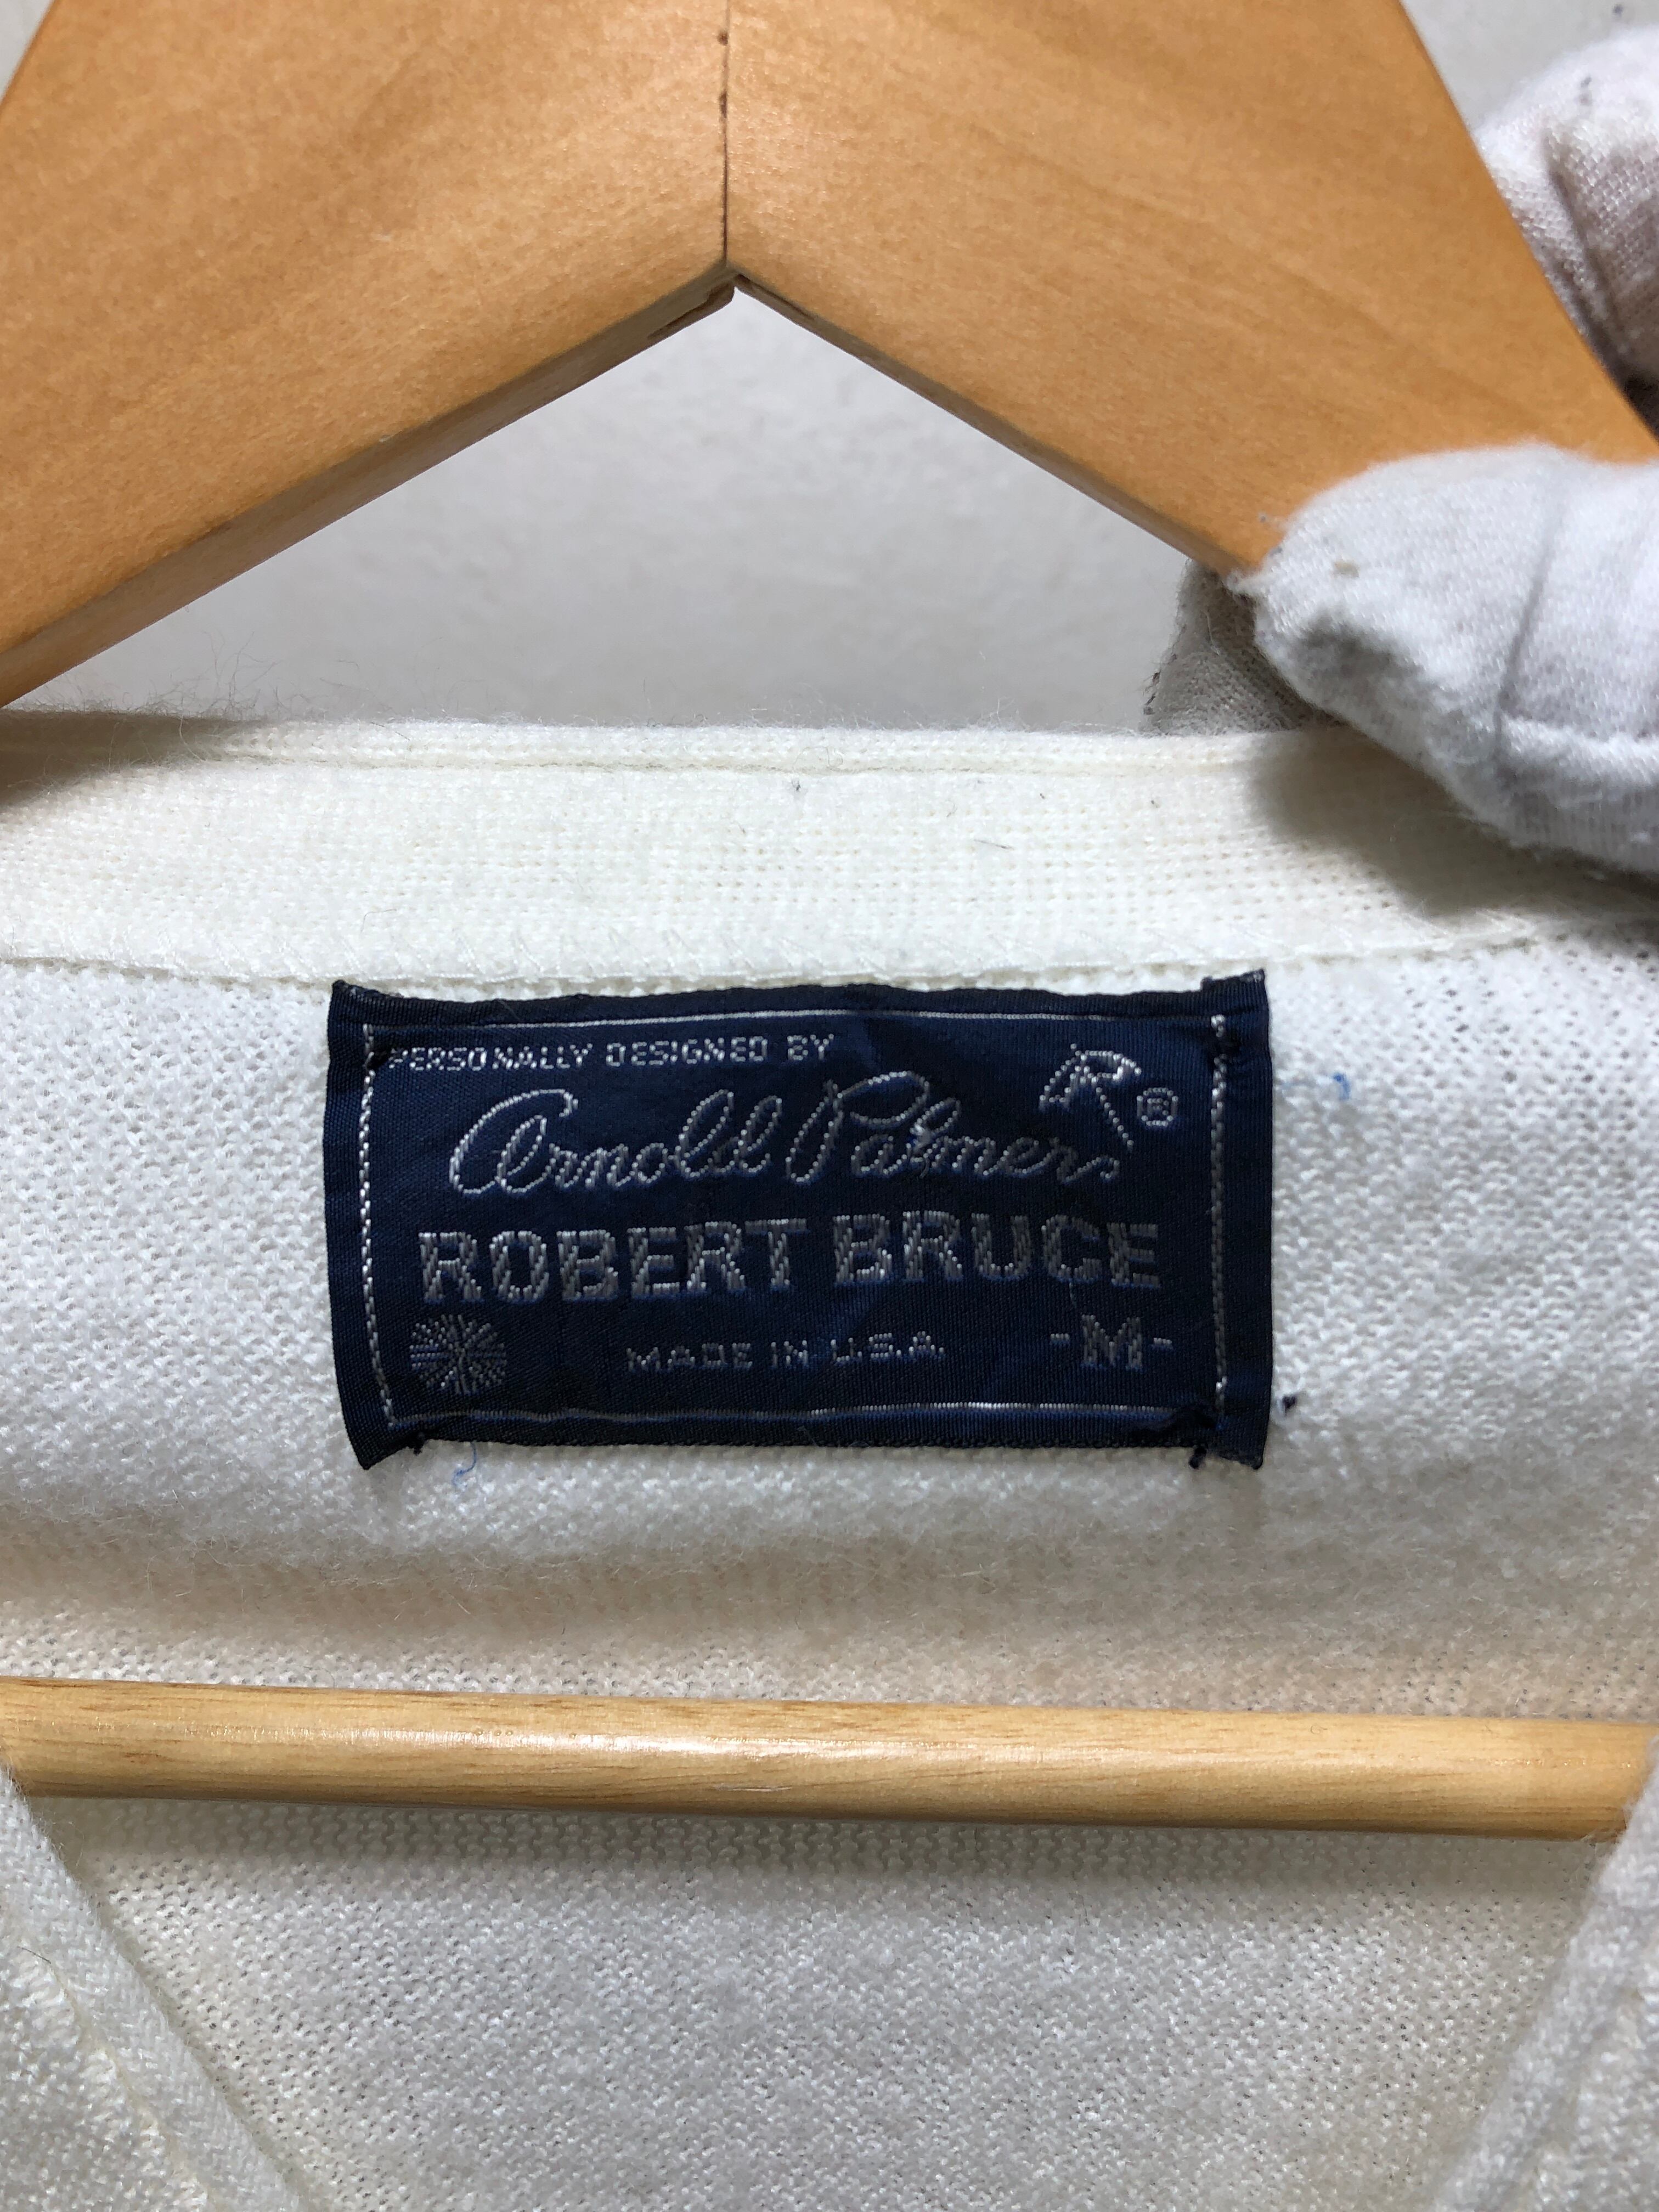 PERSONALLY DESIGNED BY
R ®
Arnold Palmer
ROBERT BRUCE
MADE IN U.S.A. -M-